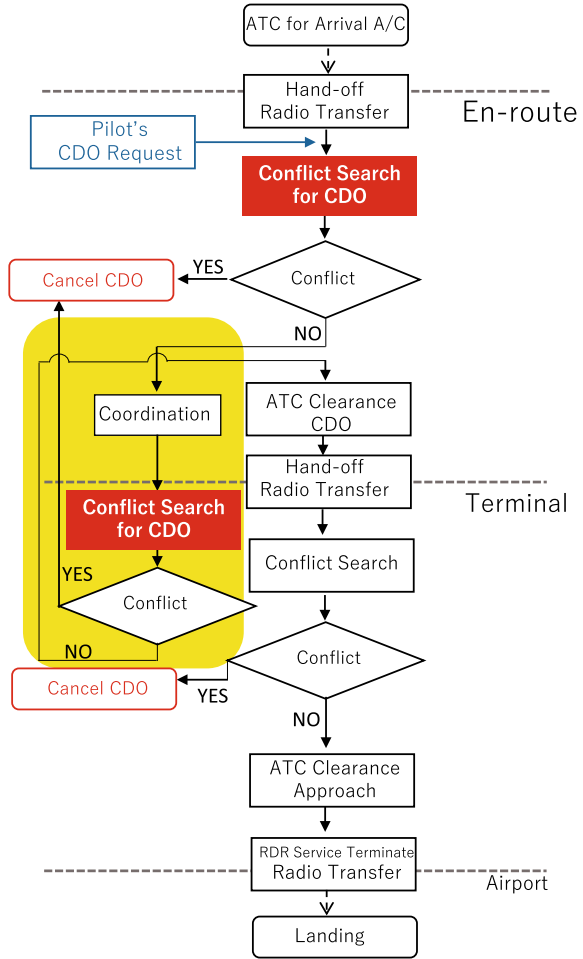 ATC for Arrival A/C
Hand-off
Radio Transfer
En-route
Pilot's
CDO Request
Conflict Search
for CDO
Conflict
YES
Cancel CDO
NO
Coordination
ATC Clearance
CDO
Hand-off
Radio Transfer
Terminal
Conflict Search
for CDO
Conflict Search
YES
Conflict
NO
Conflict
Cancel CDO
YES
NO
ATC Clearance
Approach
RDR Service Terminate
Radio Transfer
Airport
Landing